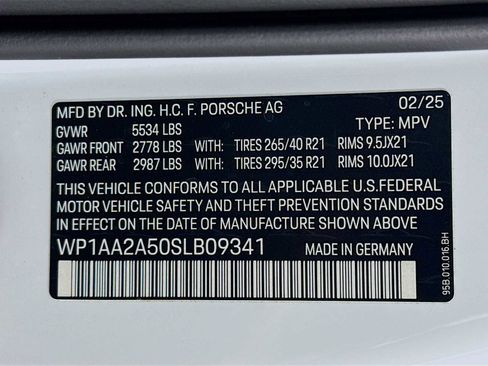 MFD BY DR. ING. H.C. F. PORSCHE AG 02/25
GVWR 5534 LBS TYPE: MPV
GAWR FRONT 2778 LBS WITH: TIRES 265/40 R21 RIMS 9.5JX21
GAWR REAR 2987 LBS WITH: TIRES 295/35 R21 RIMS 10.0JX21
THIS VEHICLE CONFORMS TO ALL APPLICABLE U.S.FEDERAL
MOTOR VEHICLE SAFETY AND THEFT PREVENTION STANDARDS
IN EFFECT ON THE DATE OF MANUFACTURE SHOWN ABOVE.
WP1AA2A50SLB09341 MADE IN GERMANY
95B.010.016.BH